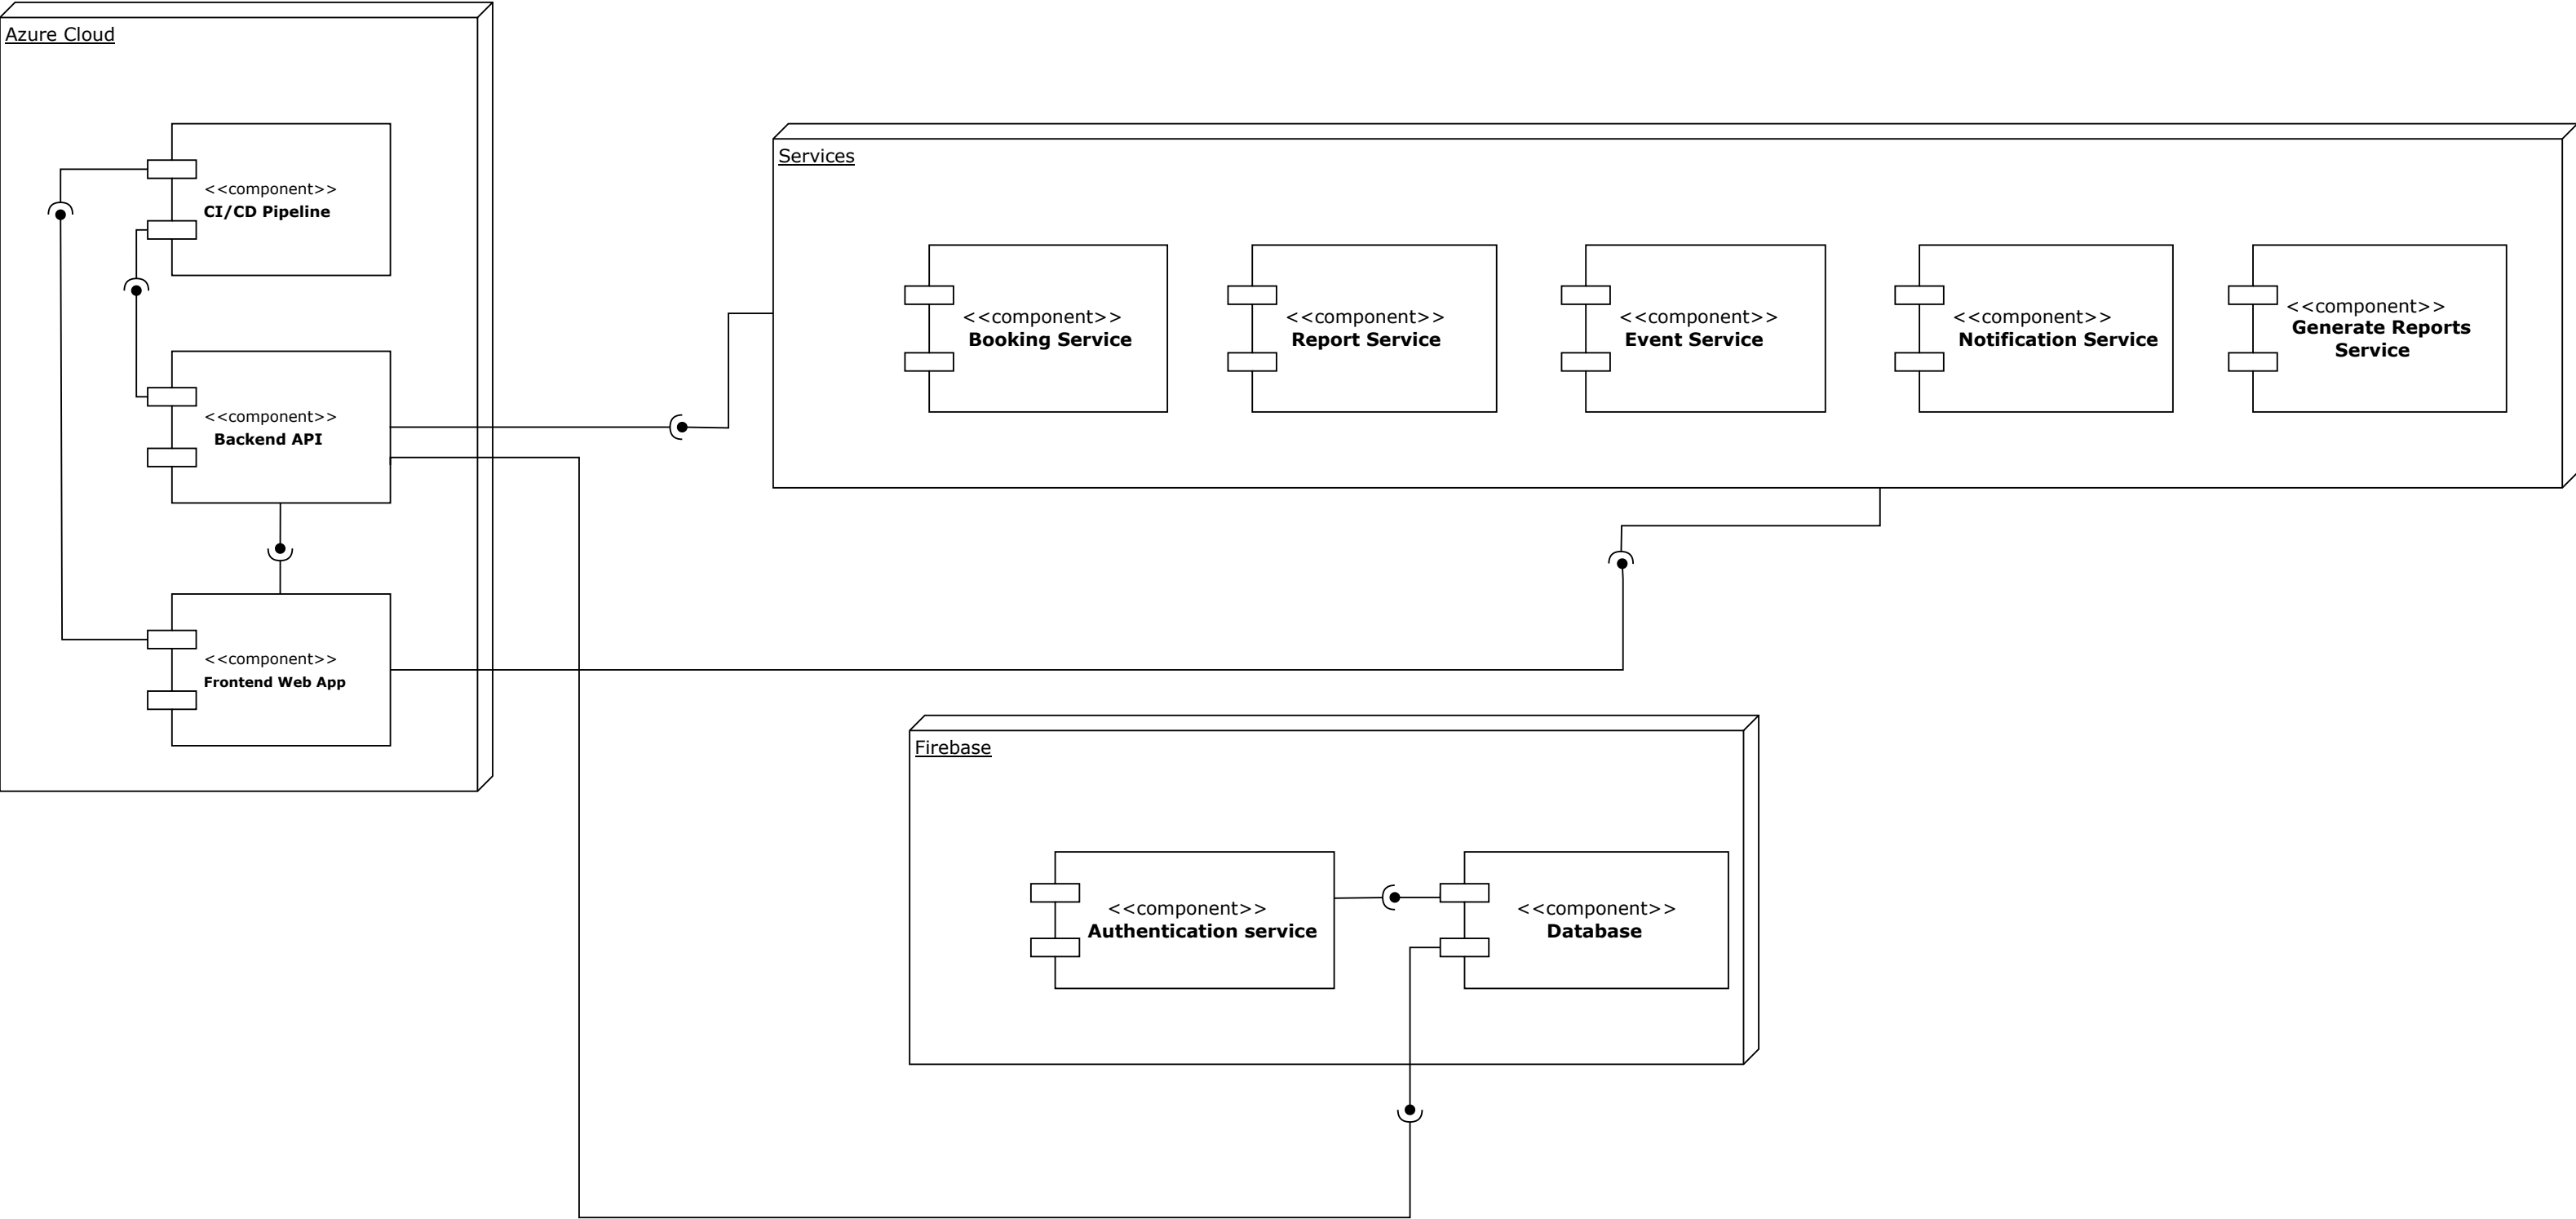 Azure Cloud
<<component>>
CI/CD Pipeline
<<component>>
Backend API
<<component>>
Frontend Web App
Services
<<component>>
Booking Service
<<component>>
Report Service
<<component>>
Event Service
<<component>>
Notification Service
<<component>>
Generate Reports
Service
Firebase
<<component>>
Authentication service
<<component>>
Database